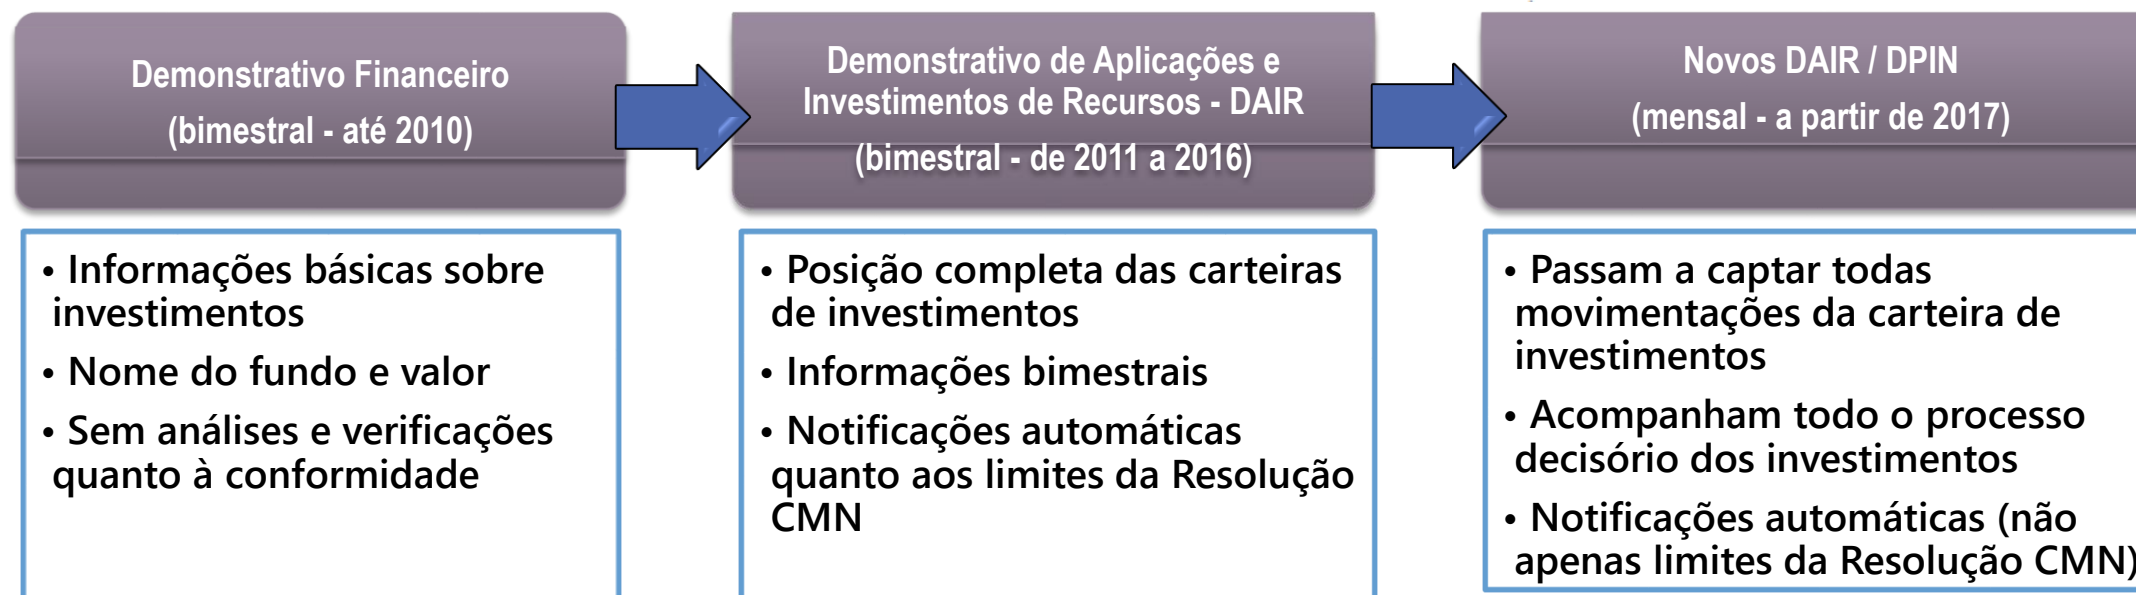 Demonstrativo Financeiro
(bimestral - até 2010)
Demonstrativo de Aplicações e
Investimentos de Recursos - DAIR
(bimestral - de 2011 a 2016)
Novos DAIR / DPIN
(mensal - a partir de 2017)
• Informações básicas sobre
investimentos
• Nome do fundo e valor
• Sem análises e verificações
quanto à conformidade
• Posição completa das carteiras
de investimentos
• Informações bimestrais
• Notificações automáticas
quanto aos limites da Resolução
CMN
• Passam a captar todas
movimentações da carteira de
investimentos
• Acompanham todo o processo
decisório dos investimentos
• Notificações automáticas (não
apenas limites da Resolução CMN)